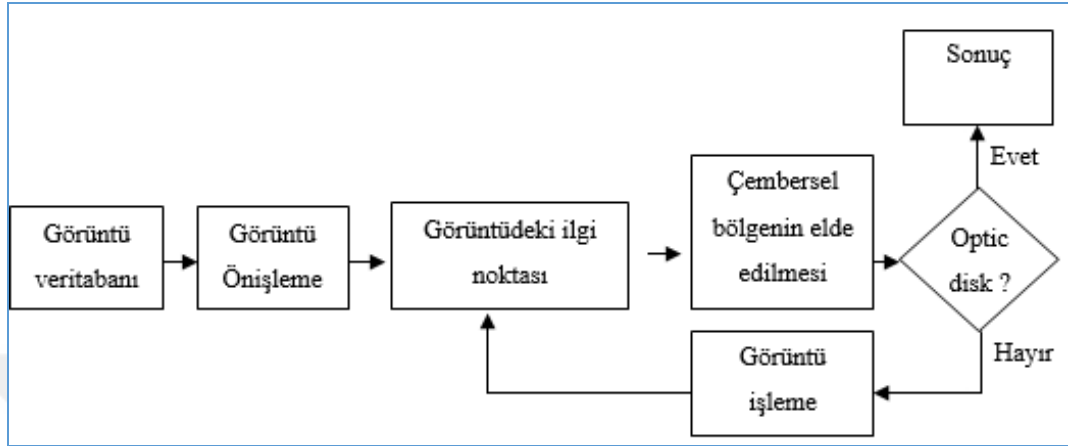 Görüntü
veritabanı
Görüntü
Önişleme
Görüntüdeki ilgi
noktası
Çembersel
bölgenin elde
edilmesi
Optic
disk ?
Evet
Sonuç
Hayır
Görüntü
işleme